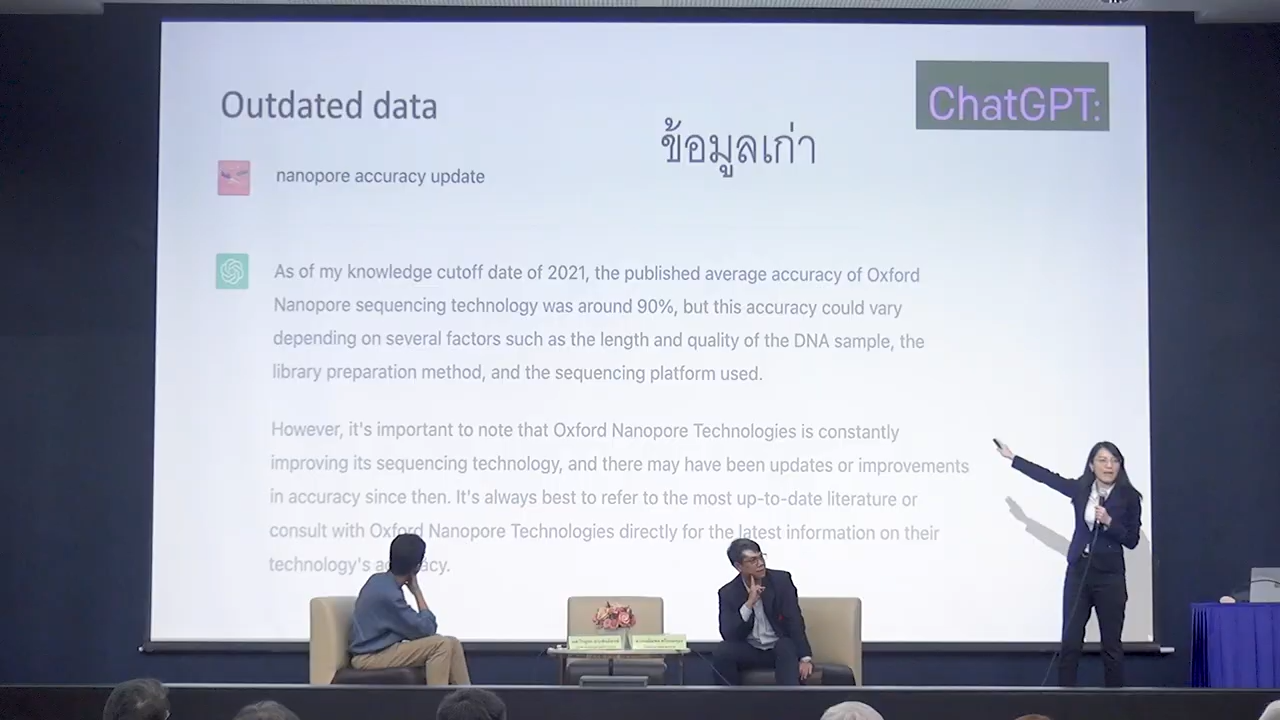 Outdated data
ChatGPT:
ข้อมูลเก่า
nanopore accuracy update
As of my knowledge cutoff date of 2021, the published average accuracy of Oxford
Nanopore sequencing technology was around 90%, but this accuracy could vary
depending on several factors such as the length and quality of the DNA sample, the
library preparation method, and the sequencing platform used.
However, it's important to note that Oxford Nanopore Technologies is constantly
improving its sequencing technology, and there may have been updates or improvements
in accuracy since then. It's always best to refer to the most up-to-date literature or
consult with Oxford Nanopore Technologies directly for the latest information on their
technology's accuracy.